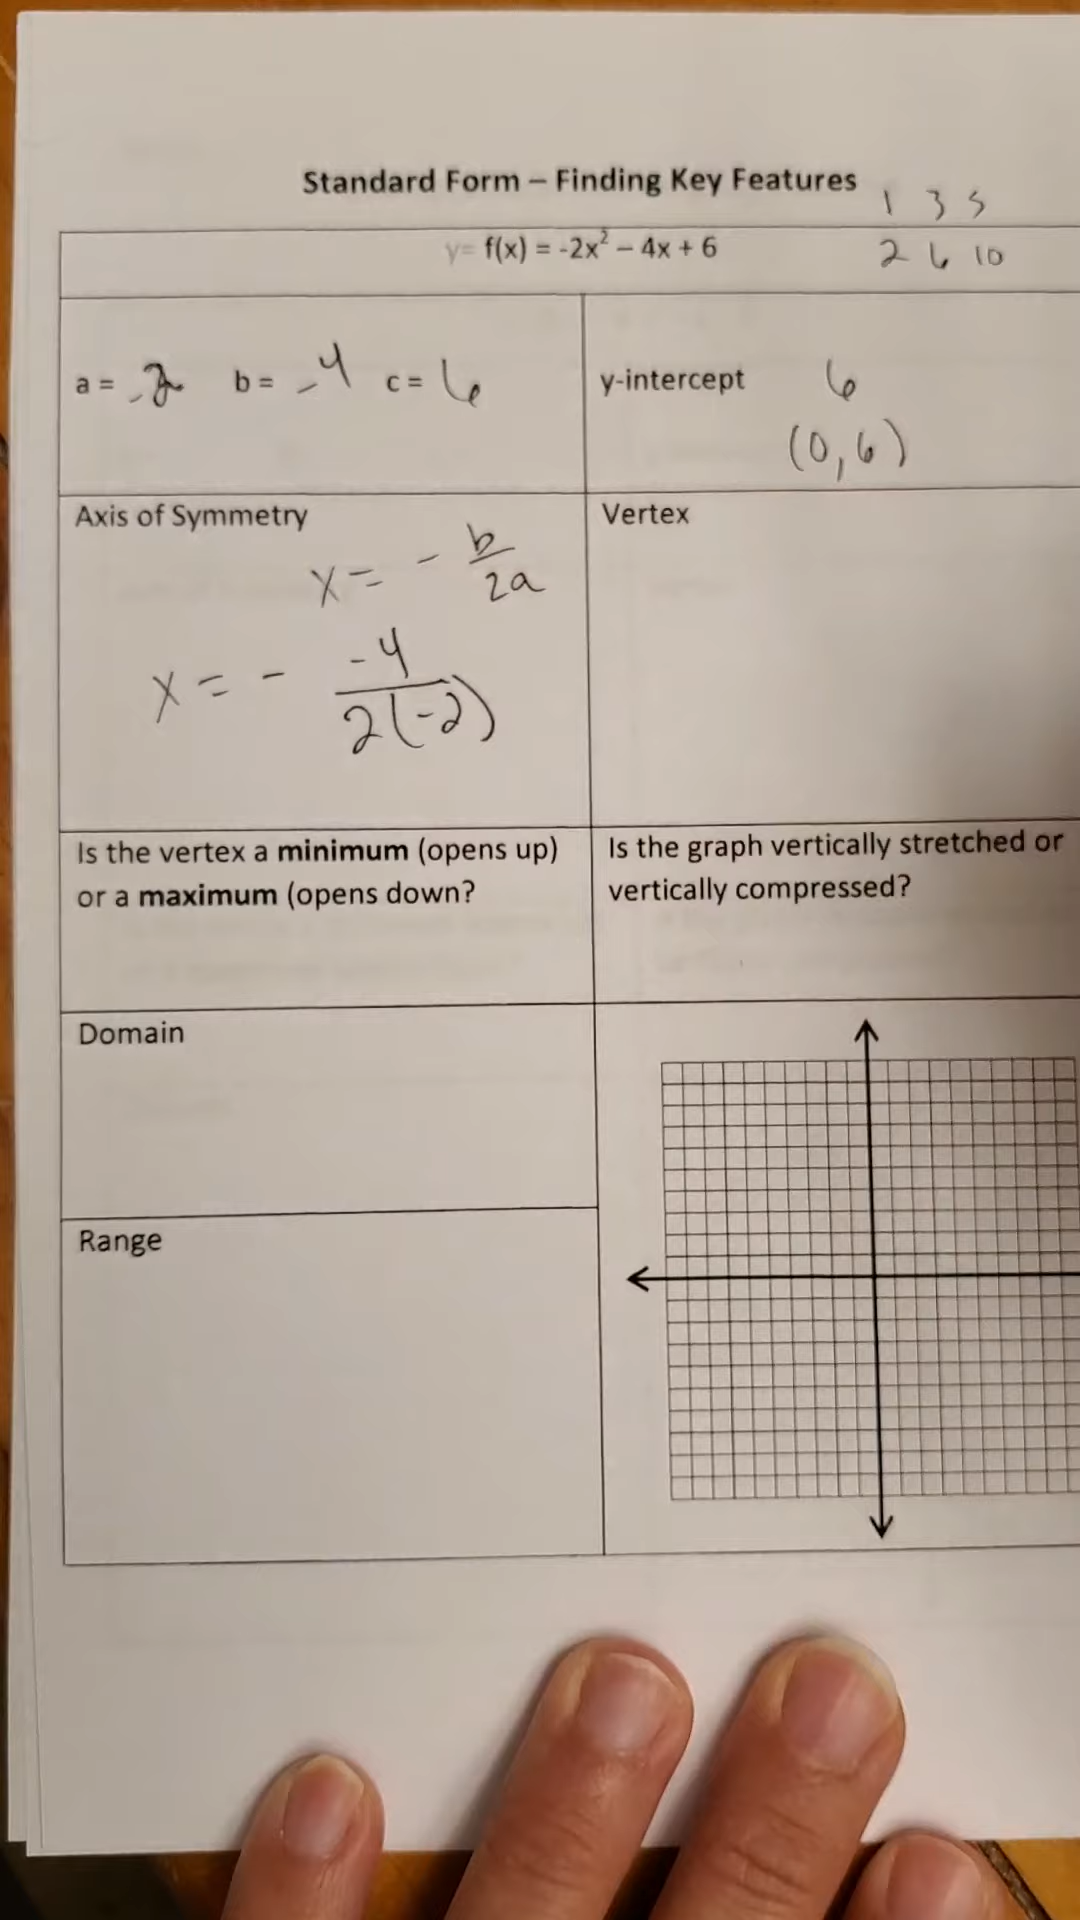 Standard Form – Finding Key Features
1 3 5
y= f(x) = -2x² – 4x + 6
2 6 10
a = -2 b = -4 c = 6
y-intercept 6
(0,6)
Axis of Symmetry
x = - b/2a
x = - -4/2(-2)
Vertex
Is the vertex a minimum (opens up)
or a maximum (opens down?
Is the graph vertically stretched or
vertically compressed?
Domain
Range